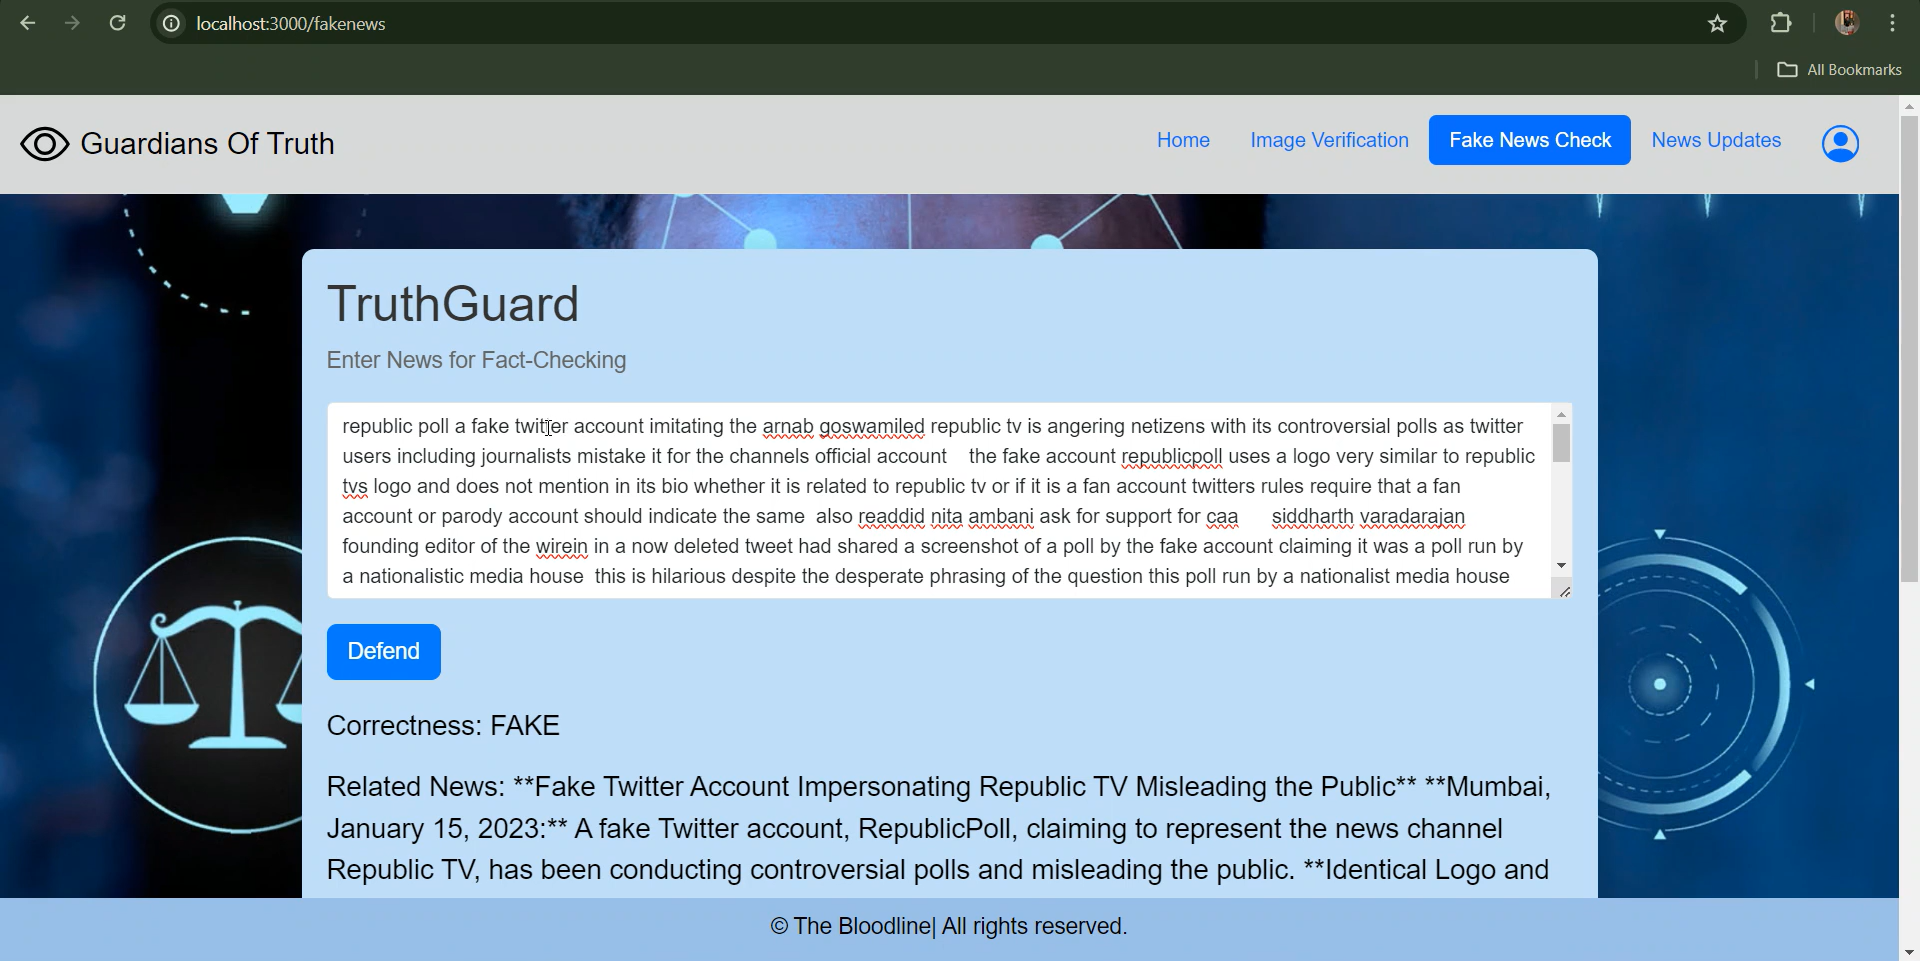 localhost:3000/fakenews
All Bookmarks
Guardians Of Truth
Home
Image Verification
Fake News Check
News Updates
TruthGuard
Enter News for Fact-Checking
republic poll a fake twitter account imitating the arnab goswamiled republic tv is angering netizens with its controversial polls as twitter
users including journalists mistake it for the channels official account    the fake account republicpoll uses a logo very similar to republic
tvs logo and does not mention in its bio whether it is related to republic tv or if it is a fan account twitters rules require that a fan
account or parody account should indicate the same  also readdid nita ambani ask for support for caa      siddharth varadarajan
founding editor of the wirein in a now deleted tweet had shared a screenshot of a poll by the fake account claiming it was a poll run by
a nationalistic media house  this is hilarious despite the desperate phrasing of the question this poll run by a nationalist media house
Defend
Correctness: FAKE
Related News: **Fake Twitter Account Impersonating Republic TV Misleading the Public** **Mumbai,
January 15, 2023:** A fake Twitter account, RepublicPoll, claiming to represent the news channel
Republic TV, has been conducting controversial polls and misleading the public. **Identical Logo and
© The Bloodline| All rights reserved.